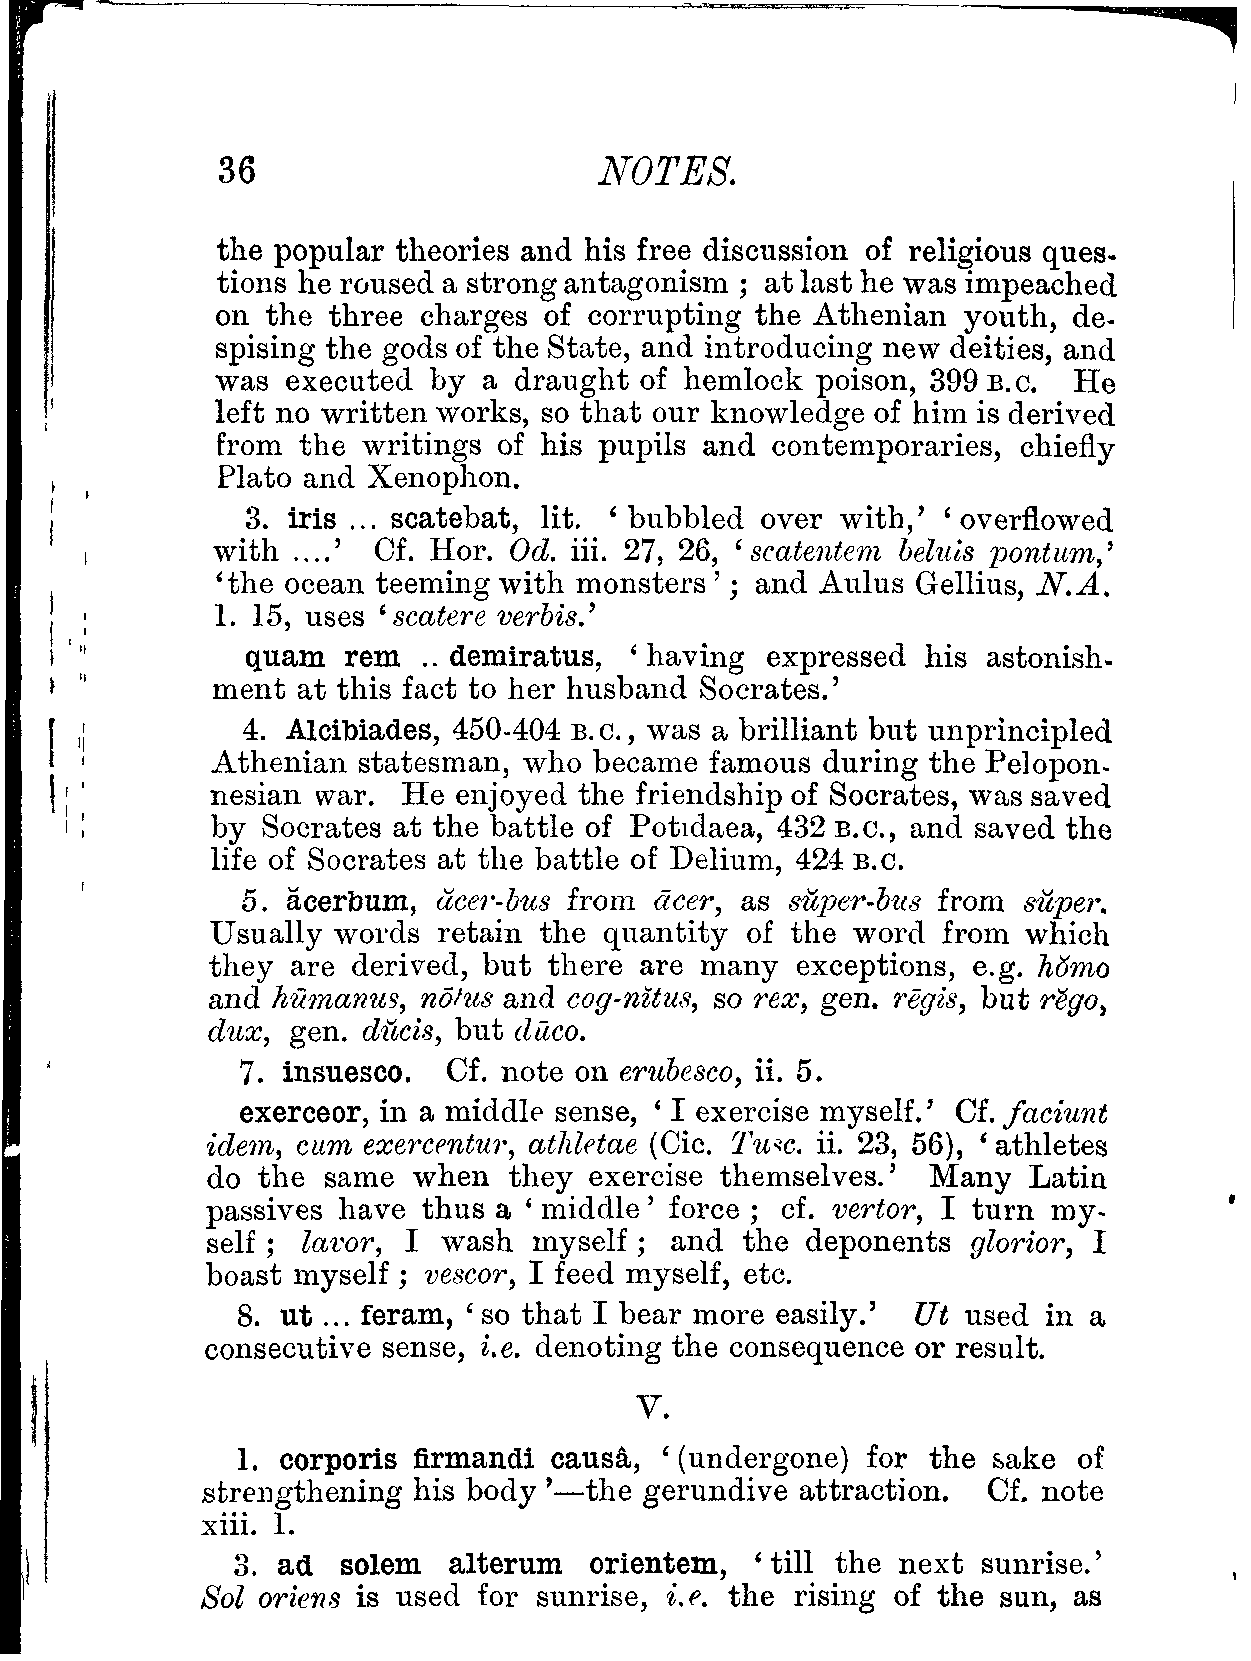 36 NOTES.
the popular theories and his free discussion of religious ques-
tions he roused a strong antagonism ; at last he was impeached
on the three charges of corrupting the Athenian youth, de-
spising the gods of the State, and introducing new deities, and
was executed by a draught of hemlock poison, 399 B.C. He
left no written works, so that our knowledge of him is derived
from the writings of his pupils and contemporaries, chiefly
Plato and Xenophon.
3. iris ... scatebat, lit. ‘ bubbled over with,’ ‘ overflowed
with ....’ Cf. Hor. Od. iii. 27, 26, ‘ scatentem beluis pontum,’
‘the ocean teeming with monsters ’ ; and Aulus Gellius, N.A.
1. 15, uses ‘ scatere verbis.’
quam rem .. demiratus, ‘ having expressed his astonish-
ment at this fact to her husband Socrates.’
4. Alcibiades, 450-404 B.C., was a brilliant but unprincipled
Athenian statesman, who became famous during the Pelopon-
nesian war. He enjoyed the friendship of Socrates, was saved
by Socrates at the battle of Potidaea, 432 B.C., and saved the
life of Socrates at the battle of Delium, 424 B.C.
5. ăcerbum, ăcer-bus from ācer, as sŭper-bus from sŭper.
Usually words retain the quantity of the word from which
they are derived, but there are many exceptions, e.g. hŏmo
and hūmanus, nōtus and cog-nĭtus, so rex, gen. rēgis, but rĕgo,
dux, gen. dŭcis, but dūco.
7. insuesco. Cf. note on erubesco, ii. 5.
exerceor, in a middle sense, ‘ I exercise myself.’ Cf. faciunt
idem, cum exercentur, athletae (Cic. Tusc. ii. 23, 56), ‘ athletes
do the same when they exercise themselves.’ Many Latin
passives have thus a ‘ middle ’ force ; cf. vertor, I turn my-
self ; lavor, I wash myself ; and the deponents glorior, I
boast myself ; vescor, I feed myself, etc.
8. ut ... feram, ‘ so that I bear more easily.’ Ut used in a
consecutive sense, i.e. denoting the consequence or result.
V.
1. corporis firmandi causâ, ‘ (undergone) for the sake of
strengthening his body ’—the gerundive attraction. Cf. note
xiii. 1.
3. ad solem alterum orientem, ‘ till the next sunrise.’
Sol oriens is used for sunrise, i.e. the rising of the sun, as